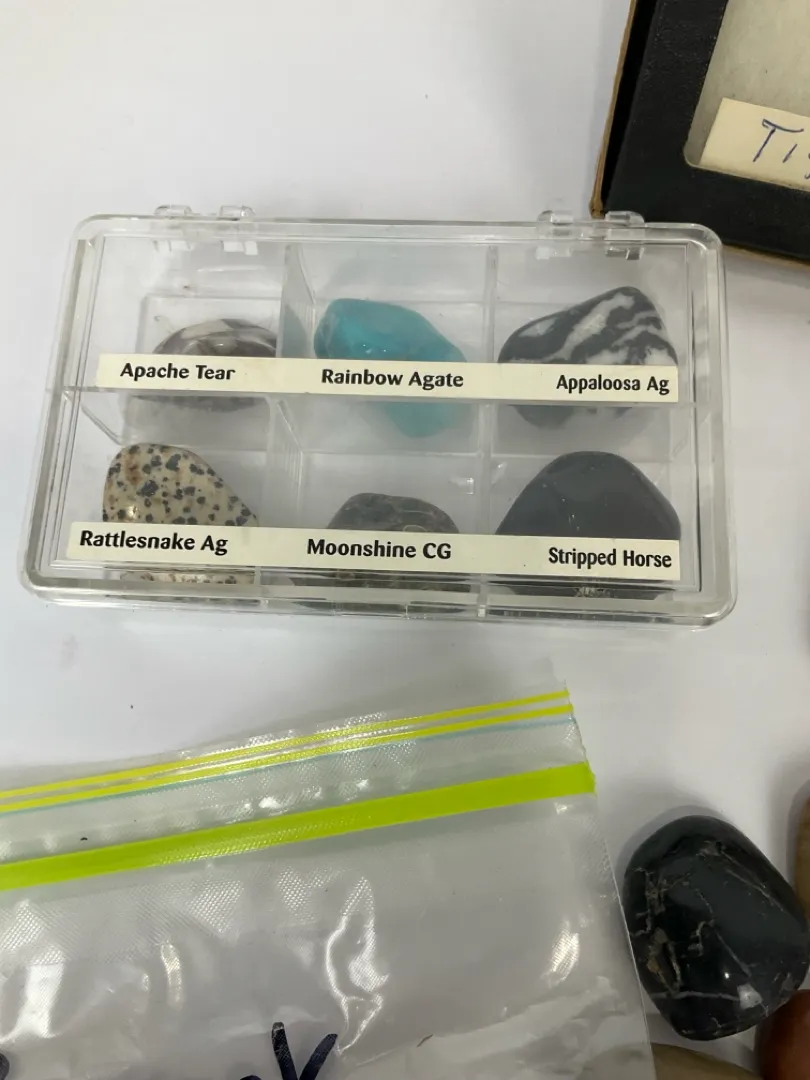 Apache Tear
Rainbow Agate
Appaloosa Ag
Rattlesnake Ag
Moonshine CG
Stripped Horse